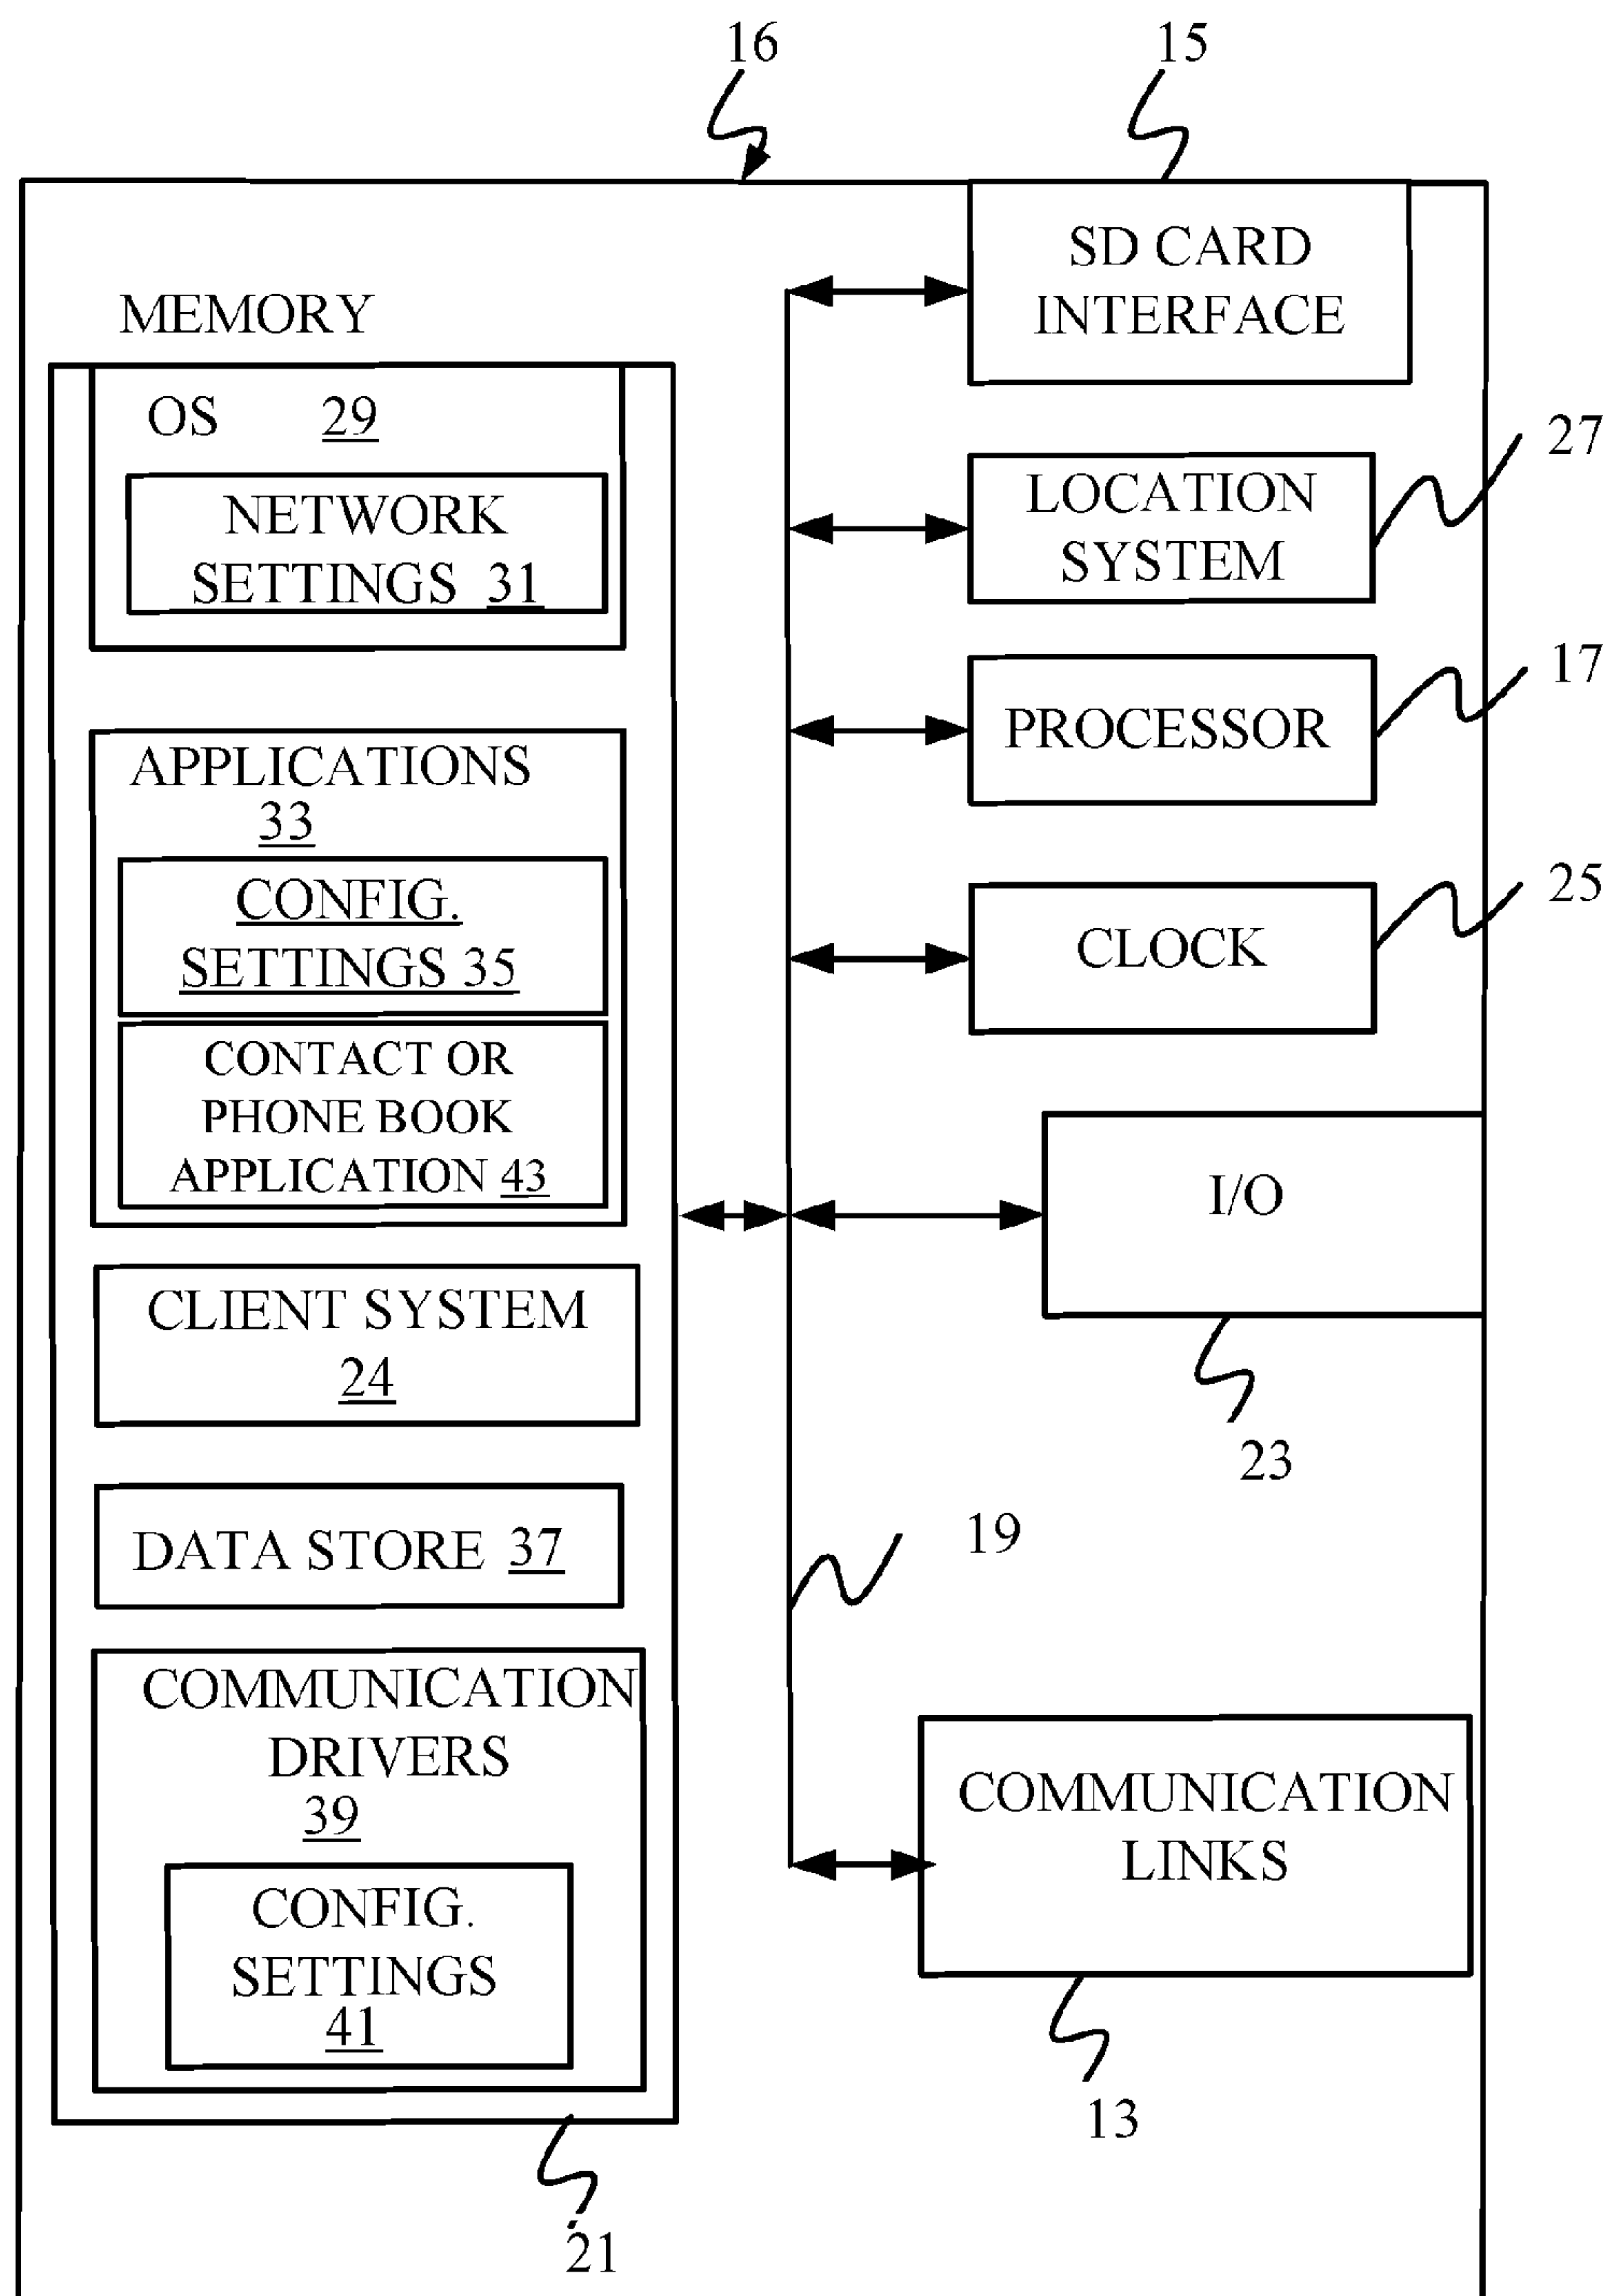 16
15
SD CARD
INTERFACE
MEMORY
OS 29
NETWORK
SETTINGS 31
27
LOCATION
SYSTEM
17
PROCESSOR
APPLICATIONS
33
CONFIG.
SETTINGS 35
25
CLOCK
CONTACT OR
PHONE BOOK
APPLICATION 43
I/O
23
CLIENT SYSTEM
24
DATA STORE 37
19
COMMUNICATION
DRIVERS
39
CONFIG.
SETTINGS
41
COMMUNICATION
LINKS
13
21